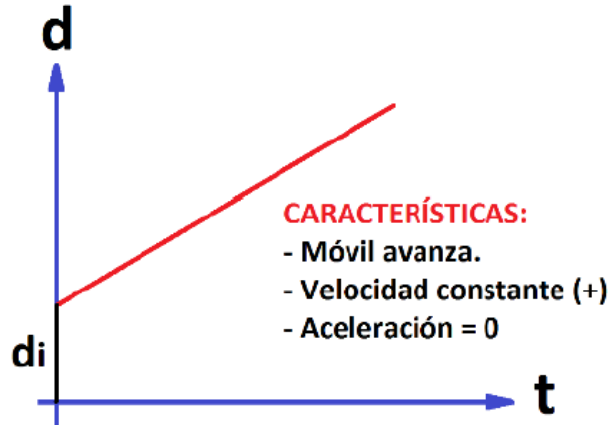 d
CARACTERÍSTICAS:
- Móvil avanza.
- Velocidad constante (+)
- Aceleración = 0
di
t